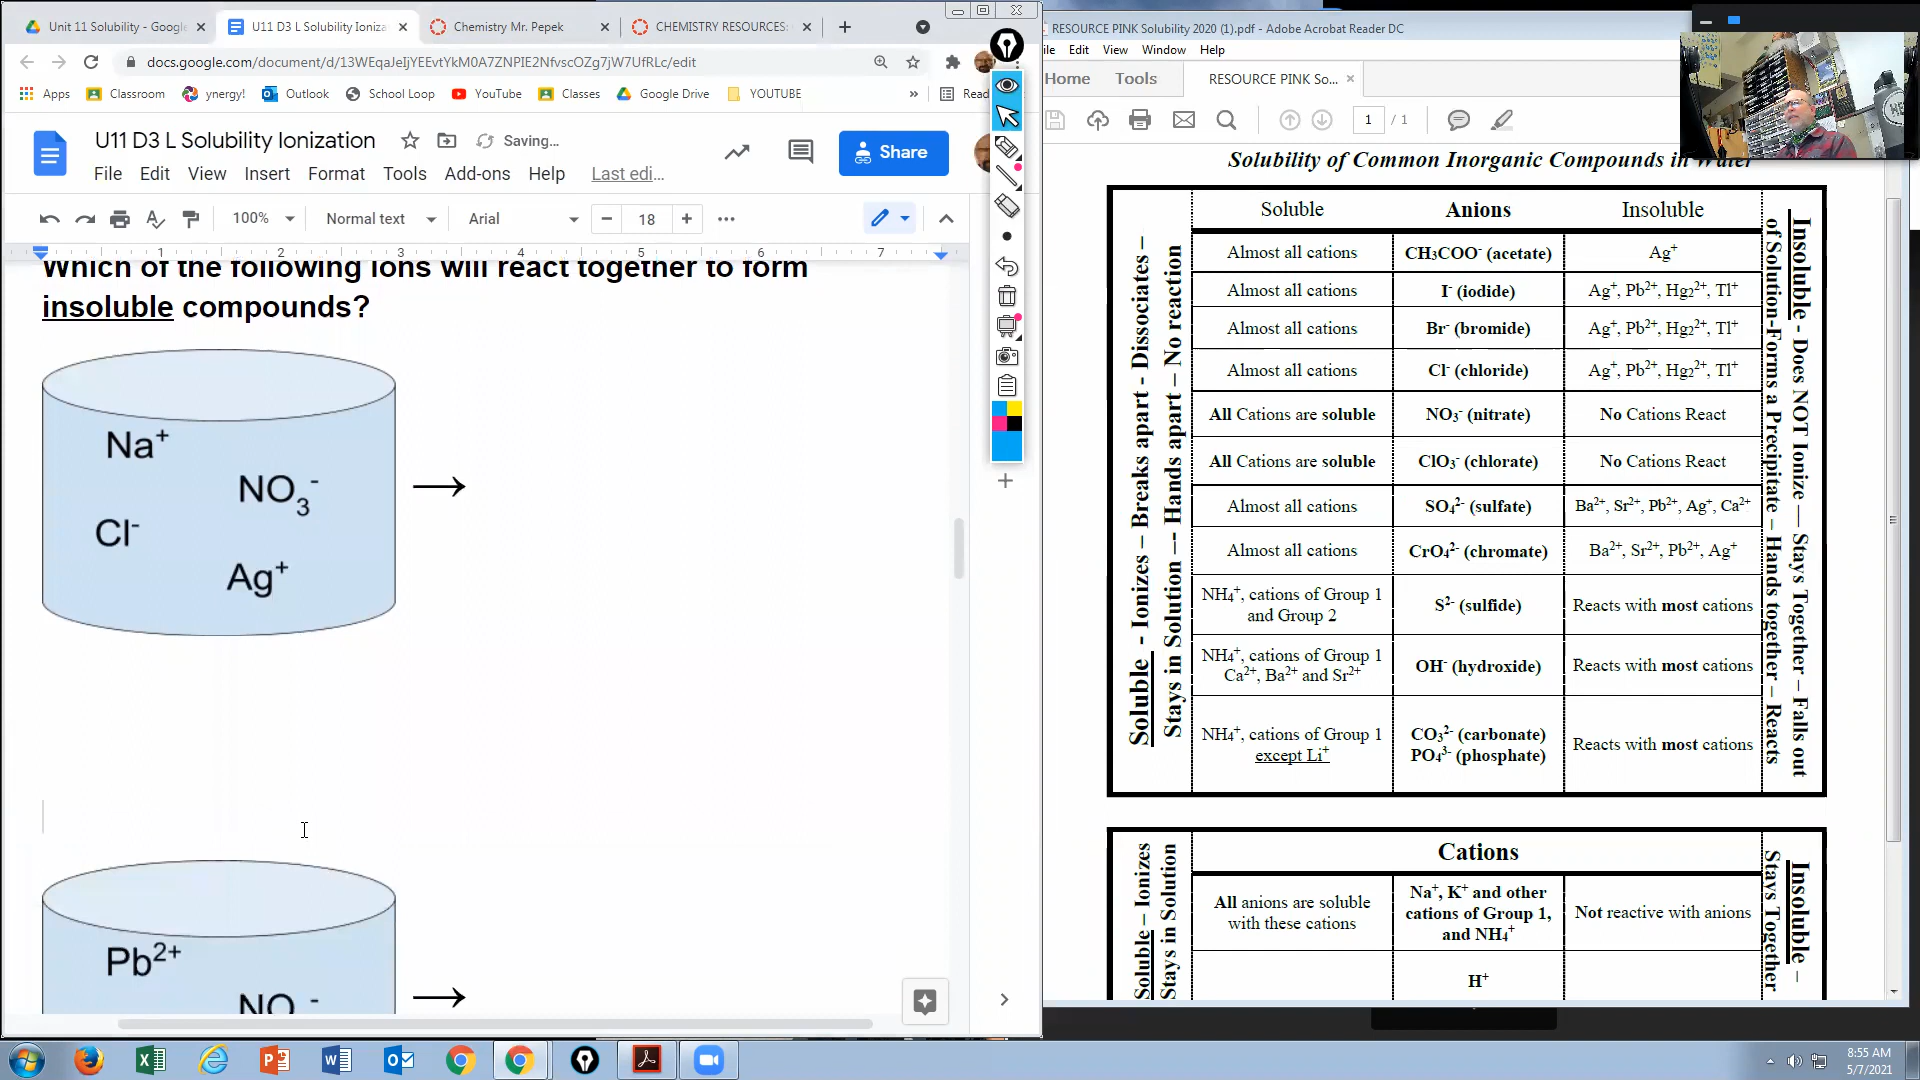 Unit 11 Solubility - Google
U11 D3 L Solubility Ionization
Chemistry Mr. Pepek
CHEMISTRY RESOURCES:
docs.google.com/document/d/13WEqaJeIjYEEvtYkM0A7ZNPIE2NfvscOZg7jW7UfRLc/edit
Apps Classroom ynergy! Outlook School Loop YouTube Classes Google Drive YOUTUBE » Read
U11 D3 L Solubility Ionization Saving...
Share
File Edit View Insert Format Tools Add-ons Help Last edi...
100% Normal text Arial 18
1 2 3 4 5 6 7
Which of the following ions will react together to form
insoluble compounds?
Na⁺
NO₃⁻
Cl⁻
Ag⁺
→
Pb²⁺
NO ⁻
→
RESOURCE PINK Solubility 2020 (1).pdf - Adobe Acrobat Reader DC
ile Edit View Window Help
Home Tools RESOURCE PINK So... ×
1 / 1
Solubility of Common Inorganic Compounds in Water
Soluble Anions Insoluble
Almost all cations CH₃COO⁻ (acetate) Ag⁺
Almost all cations I⁻ (iodide) Ag⁺, Pb²⁺, Hg₂²⁺, Tl⁺
Almost all cations Br⁻ (bromide) Ag⁺, Pb²⁺, Hg₂²⁺, Tl⁺
Almost all cations Cl⁻ (chloride) Ag⁺, Pb²⁺, Hg₂²⁺, Tl⁺
All Cations are soluble NO₃⁻ (nitrate) No Cations React
All Cations are soluble ClO₃⁻ (chlorate) No Cations React
Almost all cations SO₄²⁻ (sulfate) Ba²⁺, Sr²⁺, Pb²⁺, Ag⁺, Ca²⁺
Almost all cations CrO₄²⁻ (chromate) Ba²⁺, Sr²⁺, Pb²⁺, Ag⁺
NH₄⁺, cations of Group 1
and Group 2
S²⁻ (sulfide) Reacts with most cations
NH₄⁺, cations of Group 1
Ca²⁺, Ba²⁺ and Sr²⁺
OH⁻ (hydroxide) Reacts with most cations
NH₄⁺, cations of Group 1
except Li⁺
CO₃²⁻ (carbonate)
PO₄³⁻ (phosphate)
Reacts with most cations
Soluble - Ionizes – Breaks apart - Dissociates –
Stays in Solution –- Hands apart – No reaction
Insoluble - Does NOT Ionize –– Stays Together – Falls out
of Solution-Forms a Precipitate – Hands together – Reacts
Cations
All anions are soluble
with these cations
Na⁺, K⁺ and other
cations of Group 1,
and NH₄⁺
Not reactive with anions
H⁺
Soluble – Ionizes
Stays in Solution
Insoluble –
Stays Together
8:55 AM
5/7/2021